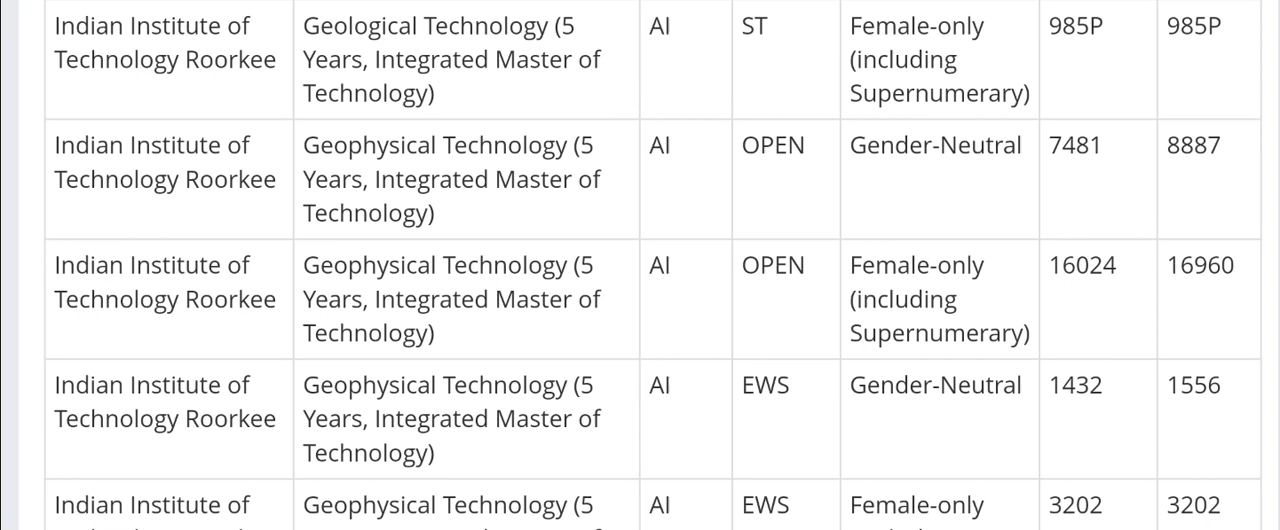 Indian Institute of Geological Technology (5 AI ST Female-only 985P 985P
Technology Roorkee Years, Integrated Master of (including
Technology) Supernumerary)
Indian Institute of Geophysical Technology (5 AI OPEN Gender-Neutral 7481 8887
Technology Roorkee Years, Integrated Master of
Technology)
Indian Institute of Geophysical Technology (5 AI OPEN Female-only 16024 16960
Technology Roorkee Years, Integrated Master of (including
Technology) Supernumerary)
Indian Institute of Geophysical Technology (5 AI EWS Gender-Neutral 1432 1556
Technology Roorkee Years, Integrated Master of
Technology)
Indian Institute of Geophysical Technology (5 AI EWS Female-only 3202 3202